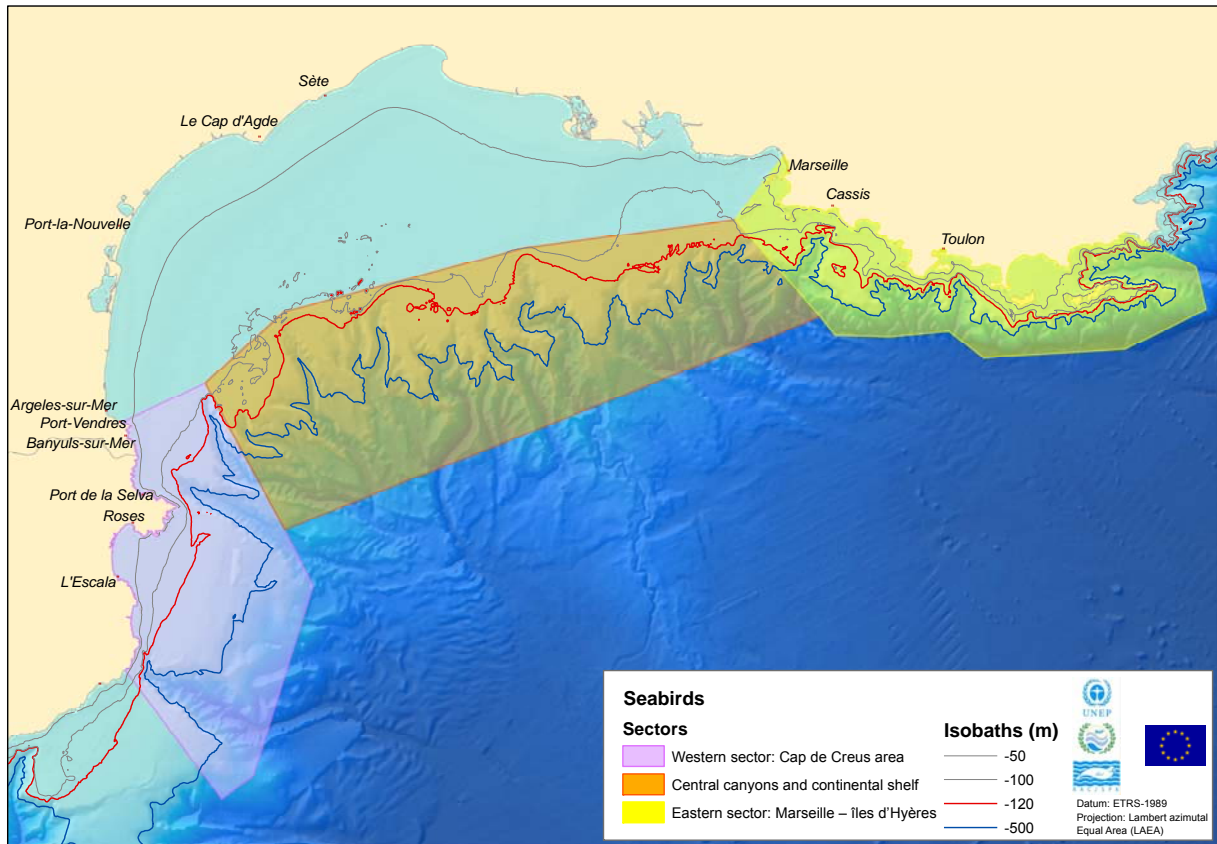 Sète
Le Cap d'Agde
Marseille
Cassis
Port-la-Nouvelle
Toulon
Argeles-sur-Mer
Port-Vendres
Banyuls-sur-Mer
Port de la Selva
Roses
L'Escala
Seabirds
Sectors
Western sector: Cap de Creus area
Central canyons and continental shelf
Eastern sector: Marseille – îles d'Hyères
Isobaths (m)
-50
-100
-120
-500
UNEP
RAC/SPA
Datum: ETRS-1989
Projection: Lambert azimutal
Equal Area (LAEA)